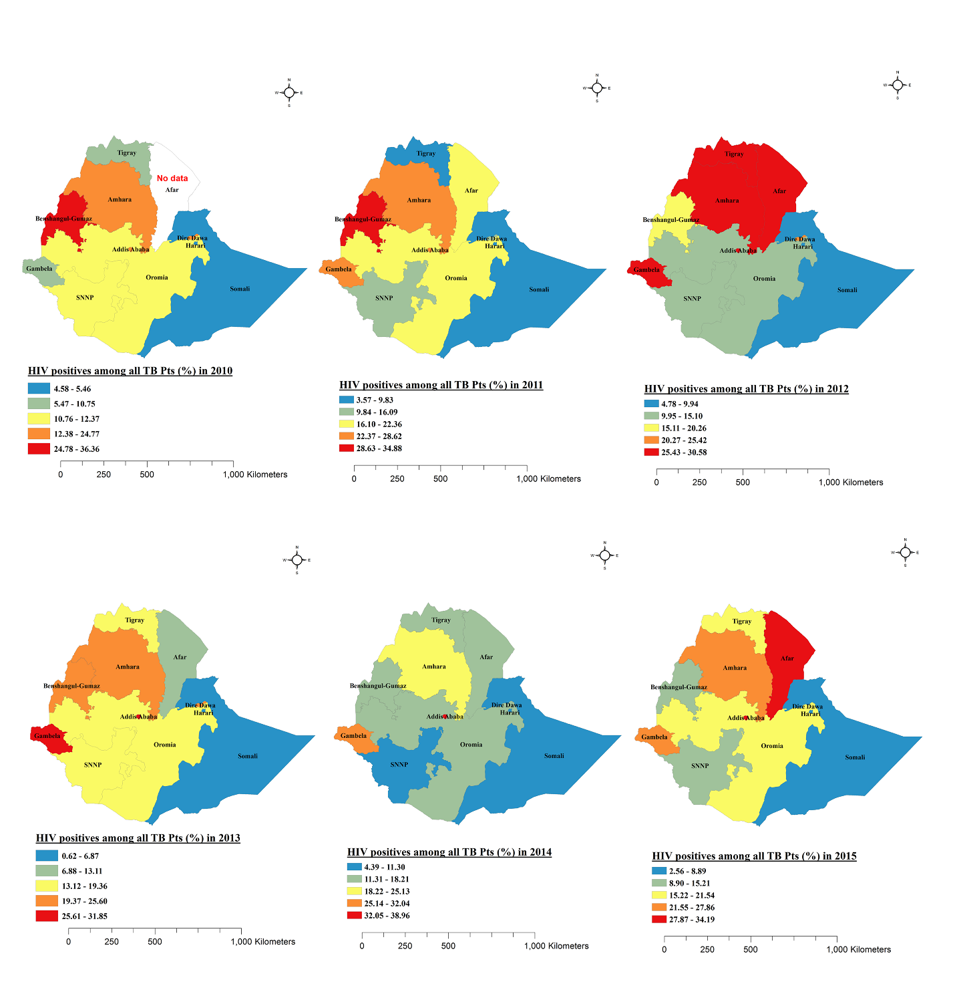 N
W E
S
N
W E
S
N
W E
S
Tigray
No data
Afar
Amhara
Benshangul-Gumaz
Dire Dawa
Harari
Addis Ababa
Gambela
Oromia
SNNP
Somali
HIV positives among all TB Pts (%) in 2010
4.58 - 5.46
5.47 - 10.75
10.76 - 12.37
12.38 - 24.77
24.78 - 36.36
0 250 500 1,000 Kilometers
Tigray
Afar
Amhara
Benshangul-Gumaz
Dire Dawa
Harari
Addis Ababa
Gambela
Oromia
SNNP
Somali
HIV positives among all TB Pts (%) in 2011
3.57 - 9.83
9.84 - 16.09
16.10 - 22.36
22.37 - 28.62
28.63 - 34.88
0 250 500 1,000 Kilometers
Tigray
Afar
Amhara
Benshangul-Gumaz
Dire Dawa
Harari
Addis Ababa
Gambela
Oromia
SNNP
Somali
HIV positives among all TB Pts (%) in 2012
4.78 - 9.94
9.95 - 15.10
15.11 - 20.26
20.27 - 25.42
25.43 - 30.58
0 250 500 1,000 Kilometers
N
W E
S
N
W E
S
N
W E
S
Tigray
Afar
Amhara
Benshangul-Gumaz
Dire Dawa
Harari
Addis Ababa
Gambela
Oromia
SNNP
Somali
HIV positives among all TB Pts (%) in 2013
0.62 - 6.87
6.88 - 13.11
13.12 - 19.36
19.37 - 25.60
25.61 - 31.85
0 250 500 1,000 Kilometers
Tigray
Afar
Amhara
Benshangul-Gumaz
Dire Dawa
Harari
Addis Ababa
Gambela
Oromia
SNNP
Somali
HIV positives among all TB Pts (%) in 2014
4.39 - 11.30
11.31 - 18.21
18.22 - 25.13
25.14 - 32.04
32.05 - 38.96
0 250 500 1,000 Kilometers
Tigray
Afar
Amhara
Benshangul-Gumaz
Dire Dawa
Harari
Addis Ababa
Gambela
Oromia
SNNP
Somali
HIV positives among all TB Pts (%) in 2015
2.56 - 8.89
8.90 - 15.21
15.22 - 21.54
21.55 - 27.86
27.87 - 34.19
0 250 500 1,000 Kilometers